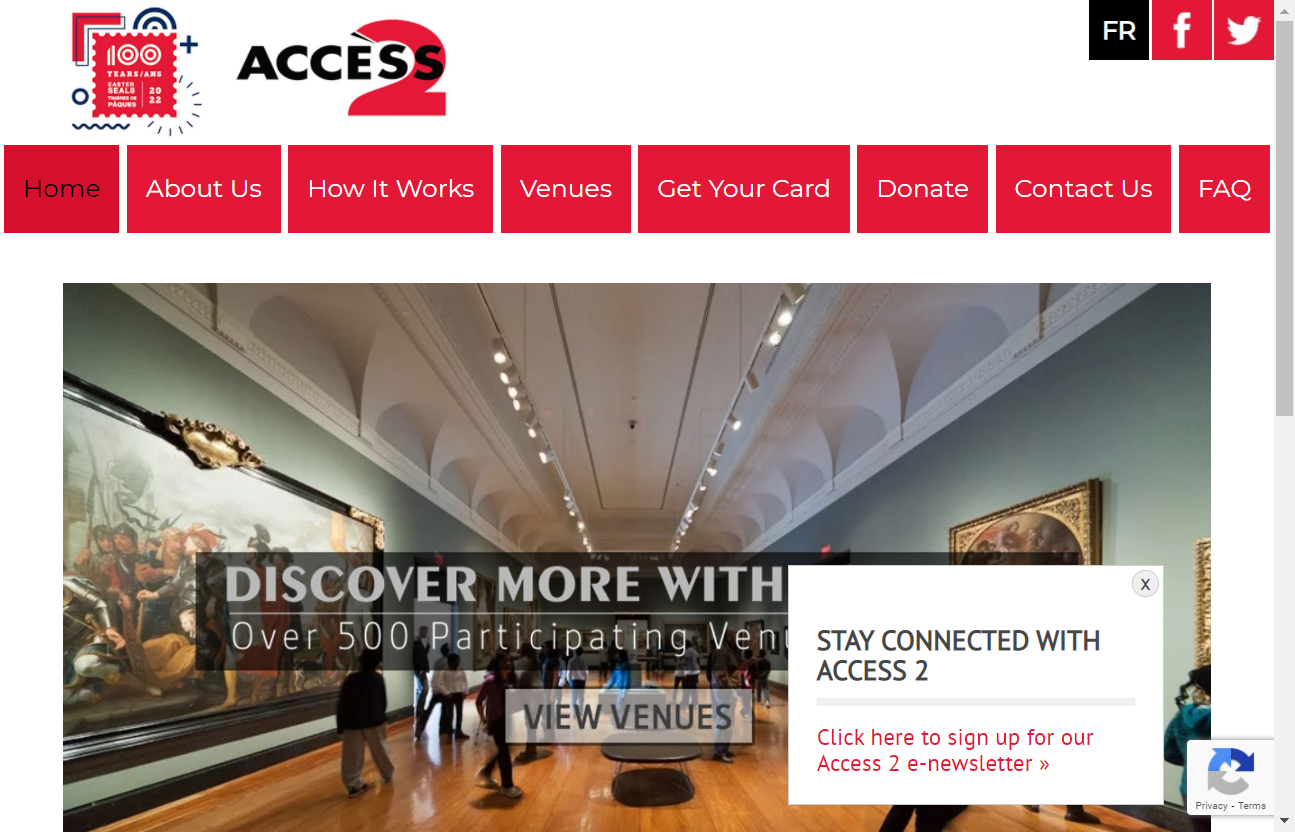 100
YEARS/ANS
EASTER
SEALS
TIMBRES DE
PÂQUES
20
22
ACCÈS2
FR
Home
About Us
How It Works
Venues
Get Your Card
Donate
Contact Us
FAQ
DISCOVER MORE WITH
Over 500 Participating Venu
VIEW VENUES
X
STAY CONNECTED WITH
ACCESS 2
Click here to sign up for our
Access 2 e-newsletter »
Privacy - Terms